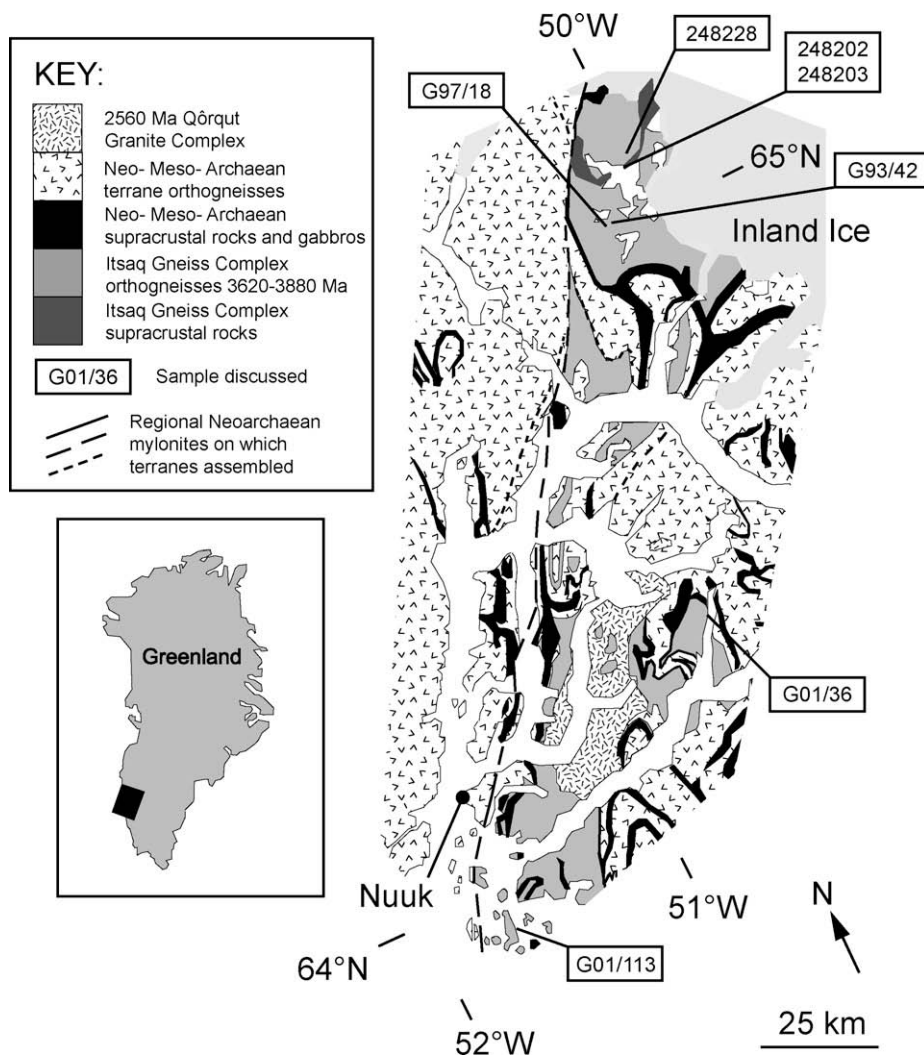 KEY:
2560 Ma Qôrqut
Granite Complex
Neo- Meso- Archaean
terrane orthogneisses
Neo- Meso- Archaean
supracrustal rocks and gabbros
Itsaq Gneiss Complex
orthogneisses 3620-3880 Ma
Itsaq Gneiss Complex
supracrustal rocks
G01/36 Sample discussed
Regional Neoarchaean
mylonites on which
terranes assembled
Greenland
50°W
248228
248202
248203
G97/18
65°N
G93/42
Inland Ice
G01/36
Nuuk
51°W
N
64°N
G01/113
52°W
25 km